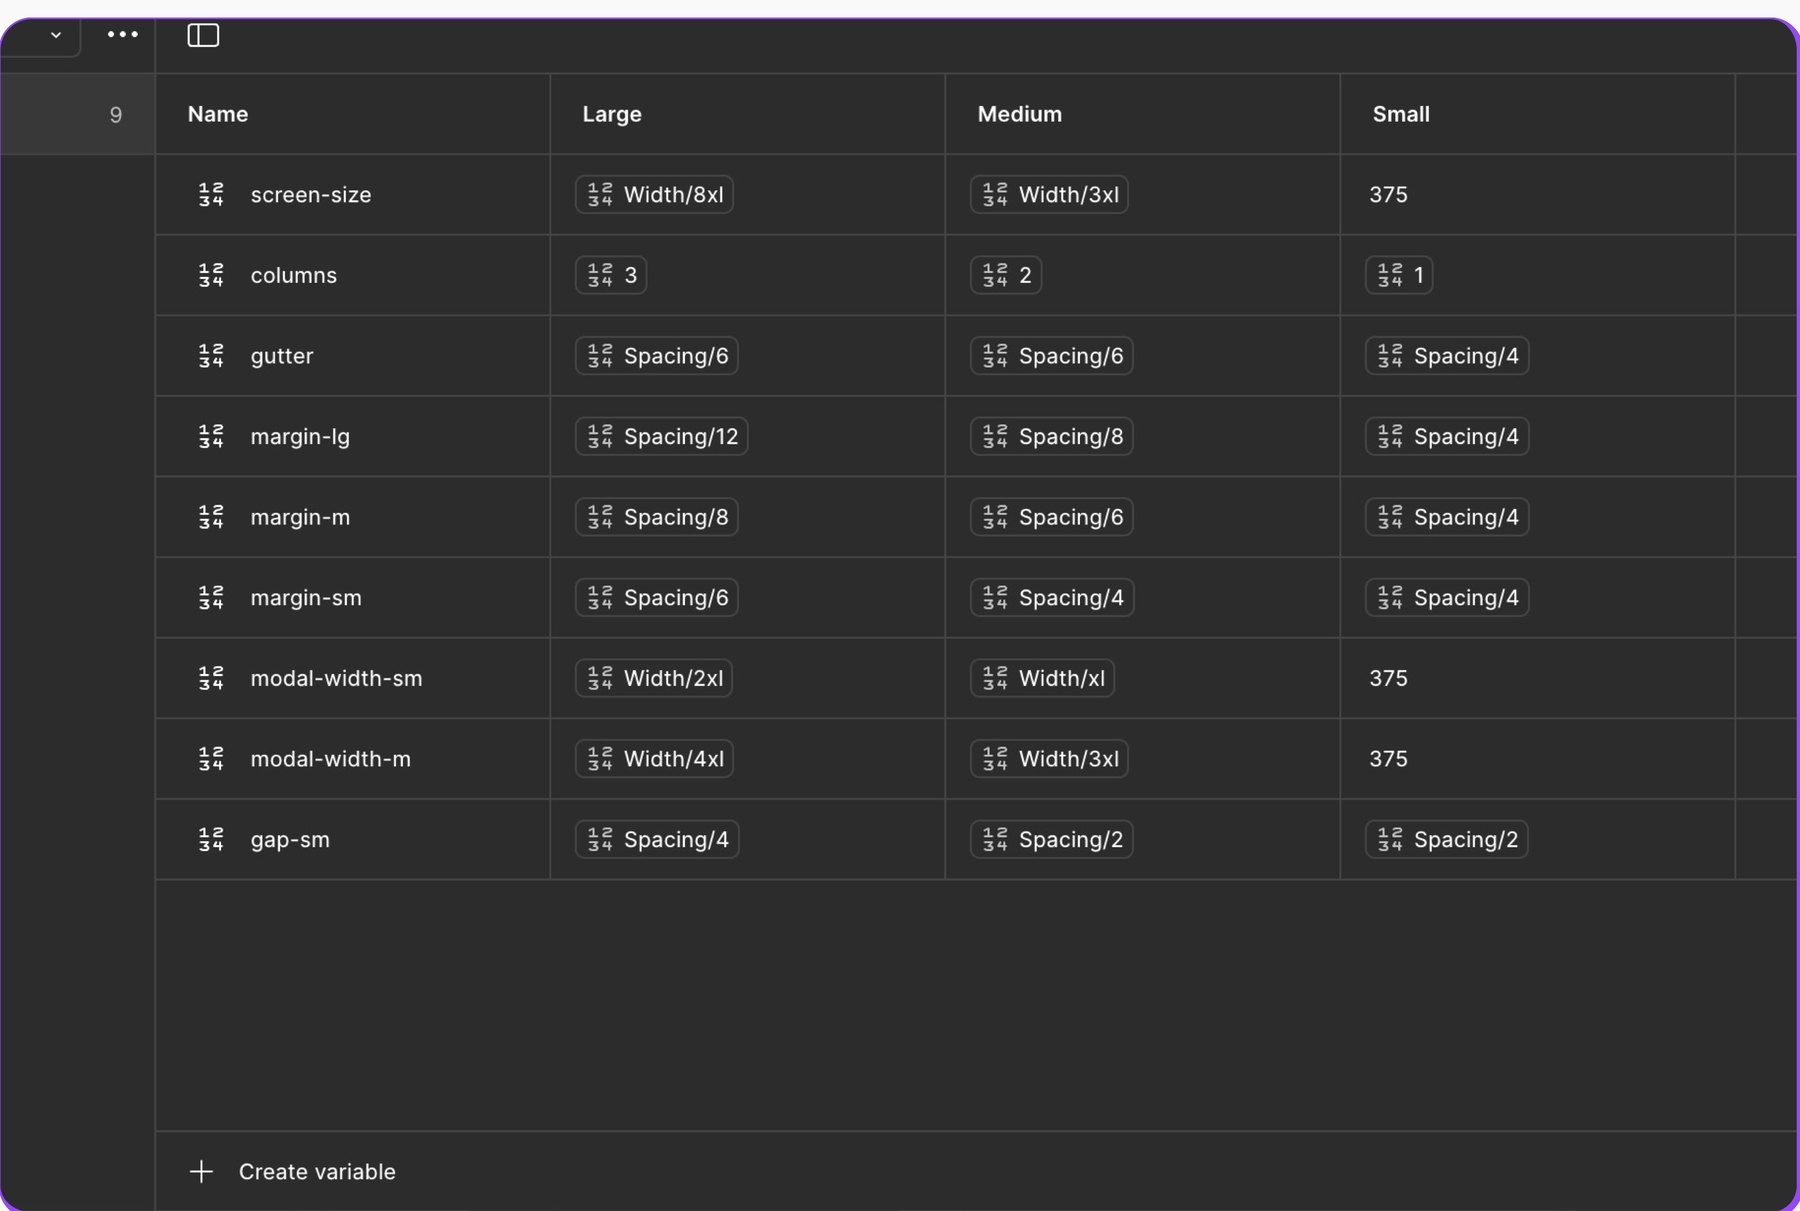 9 Name Large Medium Small
screen-size Width/8xl Width/3xl 375
columns 3 2 1
gutter Spacing/6 Spacing/6 Spacing/4
margin-lg Spacing/12 Spacing/8 Spacing/4
margin-m Spacing/8 Spacing/6 Spacing/4
margin-sm Spacing/6 Spacing/4 Spacing/4
modal-width-sm Width/2xl Width/xl 375
modal-width-m Width/4xl Width/3xl 375
gap-sm Spacing/4 Spacing/2 Spacing/2
Create variable